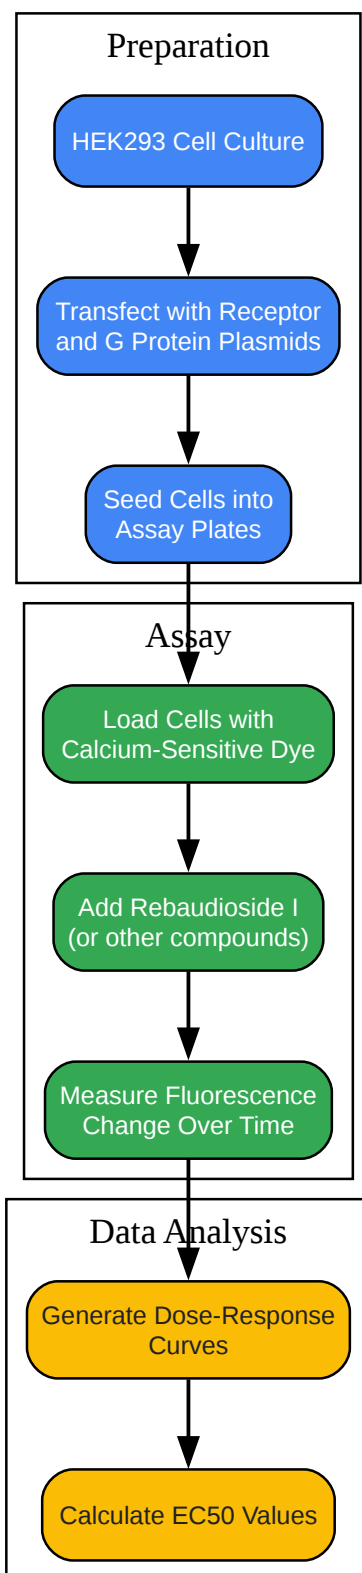 Preparation
HEK293 Cell Culture
Transfect with Receptor
and G Protein Plasmids
Seed Cells into
Assay Plates
Assay
Load Cells with
Calcium-Sensitive Dye
Add Rebaudioside I
(or other compounds)
Measure Fluorescence
Change Over Time
Data Analysis
Generate Dose-Response
Curves
Calculate EC50 Values